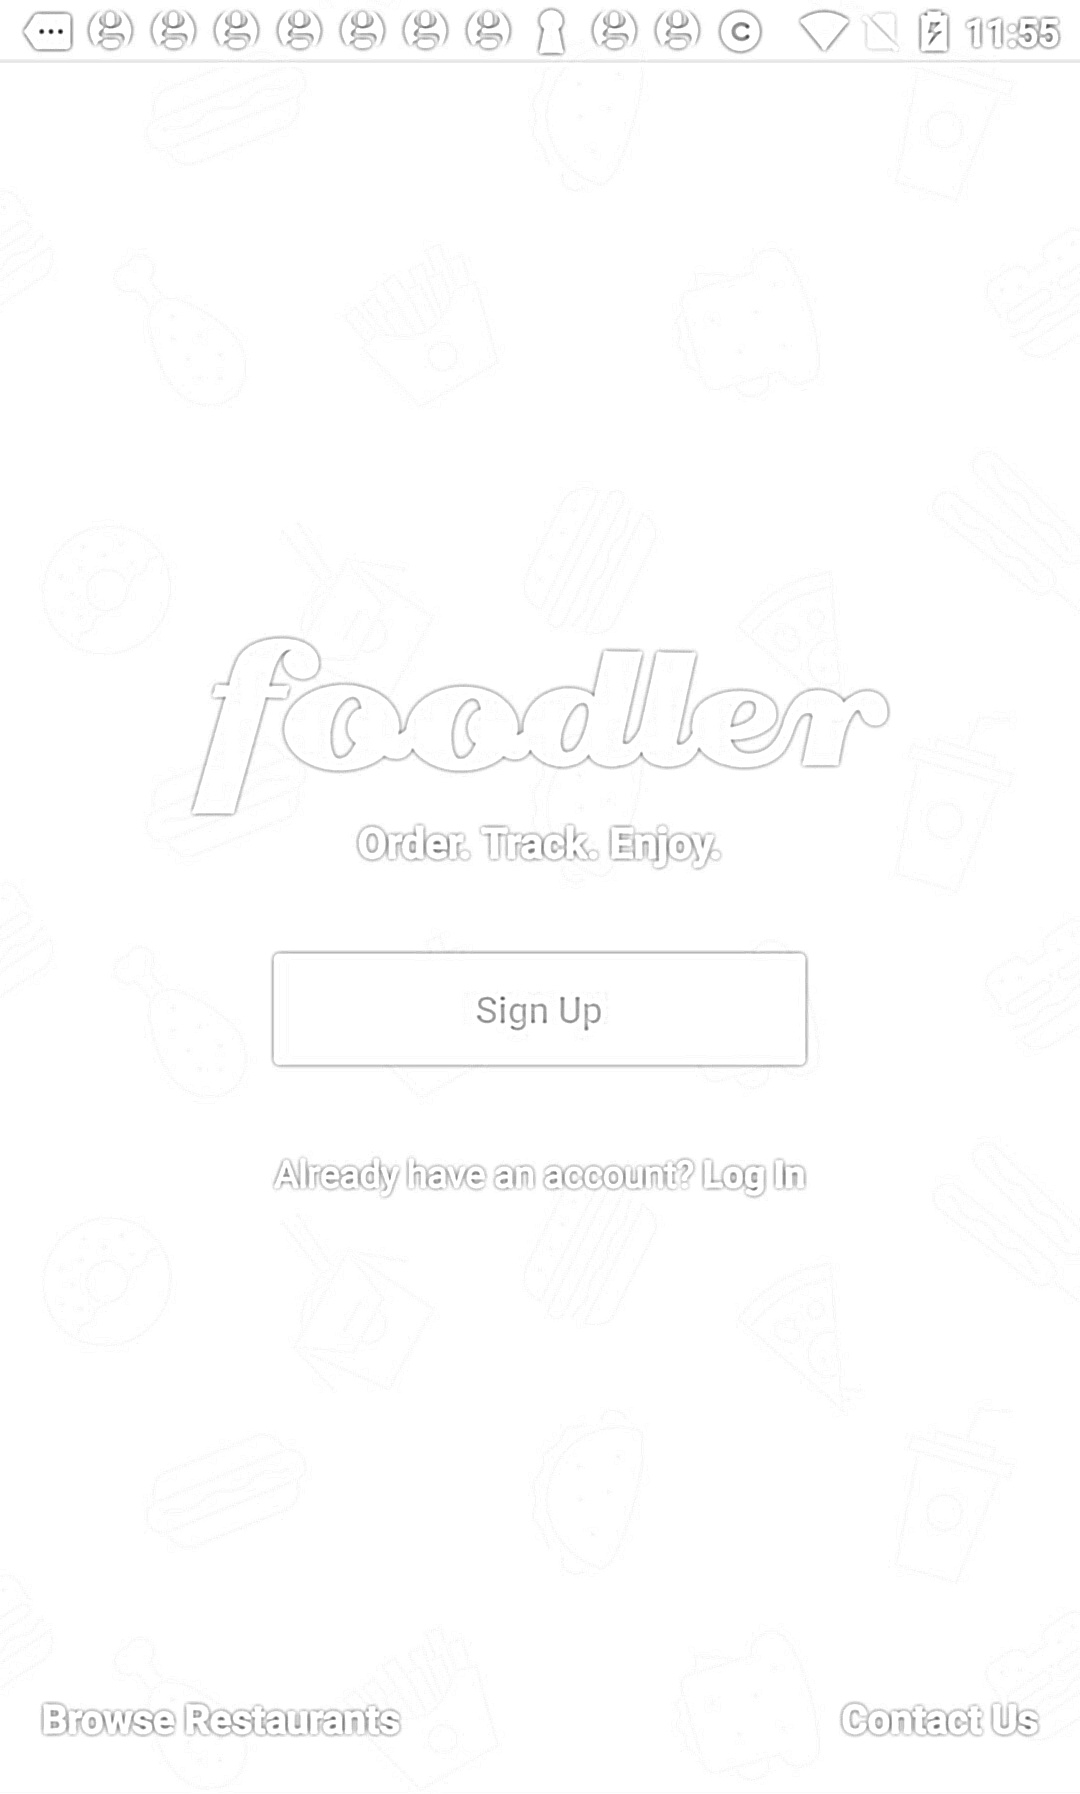 11:55
foodler
Order. Track. Enjoy.
Sign Up
Already have an account? Log In
Browse Restaurants
Contact Us